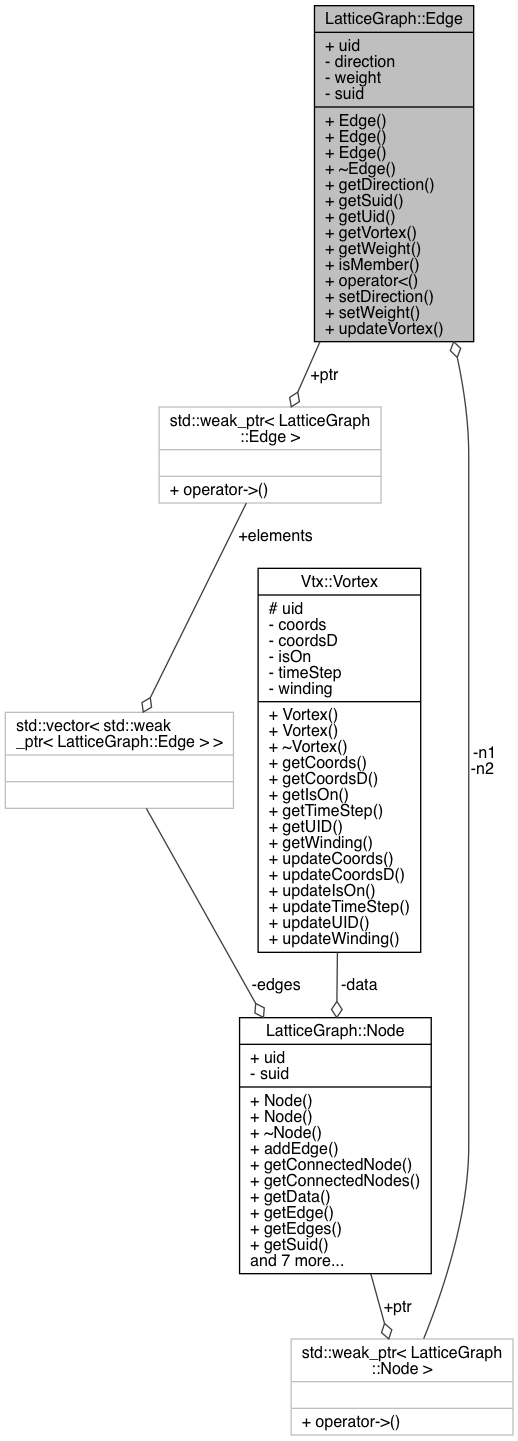 LatticeGraph::Edge
+ uid
- direction
- weight
- suid
+ Edge()
+ Edge()
+ Edge()
+ ~Edge()
+ getDirection()
+ getSuid()
+ getUid()
+ getVortex()
+ getWeight()
+ isMember()
+ operator<()
+ setDirection()
+ setWeight()
+ updateVortex()
+ptr
std::weak_ptr< LatticeGraph
::Edge >
+ operator->()
+elements
Vtx::Vortex
# uid
- coords
- coordsD
- isOn
- timeStep
- winding
+ Vortex()
+ Vortex()
+ ~Vortex()
+ getCoords()
+ getCoordsD()
+ getIsOn()
+ getTimeStep()
+ getUID()
+ getWinding()
+ updateCoords()
+ updateCoordsD()
+ updateIsOn()
+ updateTimeStep()
+ updateUID()
+ updateWinding()
std::vector< std::weak
_ptr< LatticeGraph::Edge > >
-n1
-n2
-edges
-data
LatticeGraph::Node
+ uid
- suid
+ Node()
+ Node()
+ ~Node()
+ addEdge()
+ getConnectedNode()
+ getConnectedNodes()
+ getData()
+ getEdge()
+ getEdges()
+ getSuid()
and 7 more...
+ptr
std::weak_ptr< LatticeGraph
::Node >
+ operator->()